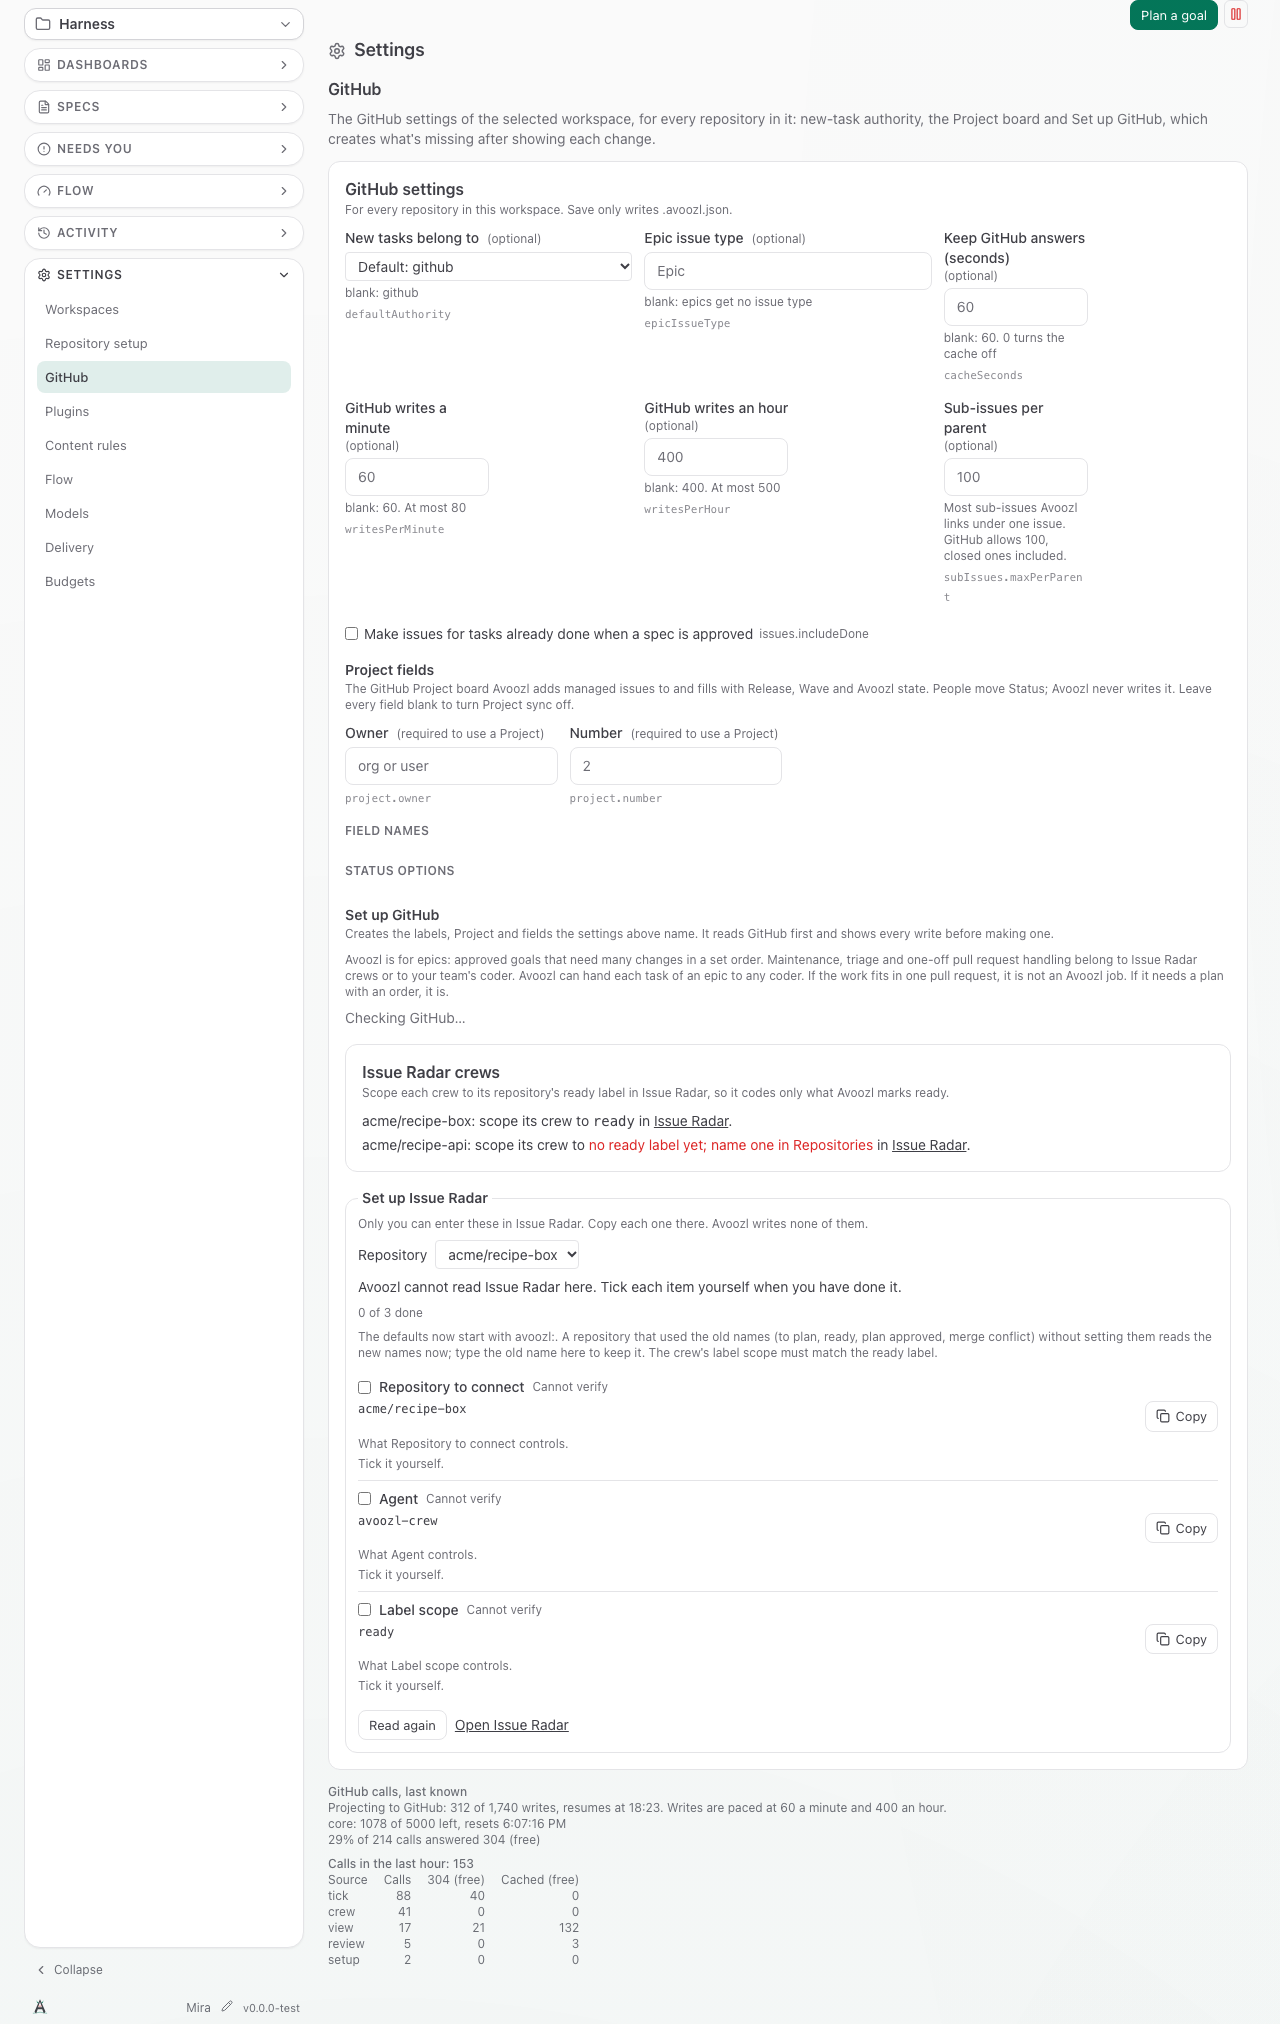 Harness
DASHBOARDS
SPECS
NEEDS YOU
FLOW
ACTIVITY
SETTINGS
Workspaces
Repository setup
GitHub
Plugins
Content rules
Flow
Models
Delivery
Budgets
Collapse
Mira
v0.0.0-test
Plan a goal
Settings
GitHub
The GitHub settings of the selected workspace, for every repository in it: new-task authority, the Project board and Set up GitHub, which
creates what's missing after showing each change.
GitHub settings
For every repository in this workspace. Save only writes .avoozl.json.
New tasks belong to (optional)
Default: github
blank: github
defaultAuthority
Epic issue type (optional)
Epic
blank: epics get no issue type
epicIssueType
Keep GitHub answers
(seconds)
(optional)
60
blank: 60. 0 turns the
cache off
cacheSeconds
GitHub writes a
minute
(optional)
60
blank: 60. At most 80
writesPerMinute
GitHub writes an hour
(optional)
400
blank: 400. At most 500
writesPerHour
Sub-issues per
parent
(optional)
100
Most sub-issues Avoozl
links under one issue.
GitHub allows 100,
closed ones included.
subIssues.maxPerParen
t
Make issues for tasks already done when a spec is approved issues.includeDone
Project fields
The GitHub Project board Avoozl adds managed issues to and fills with Release, Wave and Avoozl state. People move Status; Avoozl never writes it. Leave
every field blank to turn Project sync off.
Owner (required to use a Project)
org or user
project.owner
Number (required to use a Project)
2
project.number
FIELD NAMES
STATUS OPTIONS
Set up GitHub
Creates the labels, Project and fields the settings above name. It reads GitHub first and shows every write before making one.
Avoozl is for epics: approved goals that need many changes in a set order. Maintenance, triage and one-off pull request handling belong to Issue Radar
crews or to your team's coder. Avoozl can hand each task of an epic to any coder. If the work fits in one pull request, it is not an Avoozl job. If it needs a plan
with an order, it is.
Checking GitHub…
Issue Radar crews
Scope each crew to its repository's ready label in Issue Radar, so it codes only what Avoozl marks ready.
acme/recipe-box: scope its crew to ready in Issue Radar.
acme/recipe-api: scope its crew to no ready label yet; name one in Repositories in Issue Radar.
Set up Issue Radar
Only you can enter these in Issue Radar. Copy each one there. Avoozl writes none of them.
Repository acme/recipe-box
Avoozl cannot read Issue Radar here. Tick each item yourself when you have done it.
0 of 3 done
The defaults now start with avoozl:. A repository that used the old names (to plan, ready, plan approved, merge conflict) without setting them reads the
new names now; type the old name here to keep it. The crew's label scope must match the ready label.
Repository to connect Cannot verify
acme/recipe-box
Copy
What Repository to connect controls.
Tick it yourself.
Agent Cannot verify
avoozl-crew
Copy
What Agent controls.
Tick it yourself.
Label scope Cannot verify
ready
Copy
What Label scope controls.
Tick it yourself.
Read again Open Issue Radar
GitHub calls, last known
Projecting to GitHub: 312 of 1,740 writes, resumes at 18:23. Writes are paced at 60 a minute and 400 an hour.
core: 1078 of 5000 left, resets 6:07:16 PM
29% of 214 calls answered 304 (free)
Calls in the last hour: 153
Source Calls 304 (free) Cached (free)
tick 88 40 0
crew 41 0 0
view 17 21 132
review 5 0 3
setup 2 0 0